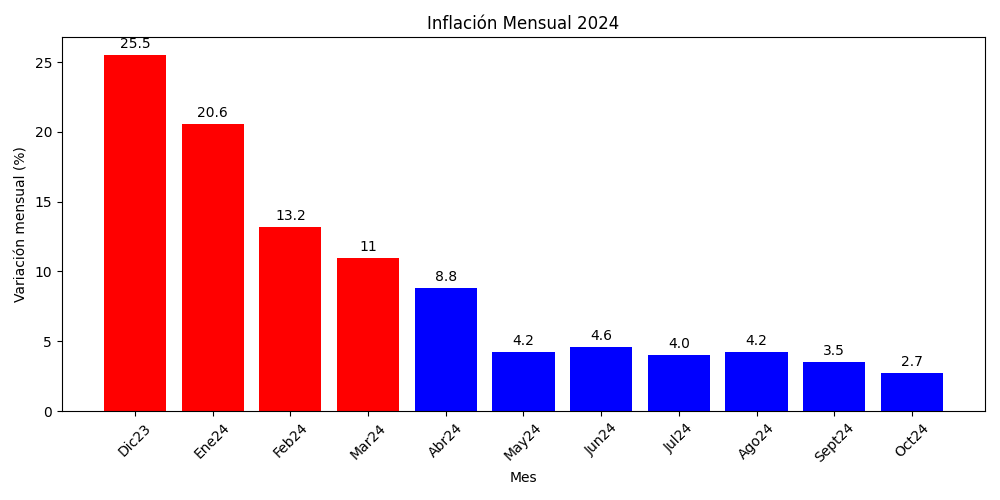 Inflación Mensual 2024
25.5
20.6
13.2
11
8.8
4.2
4.6
4.0
4.2
3.5
2.7
Variación mensual (%)
25
20
15
10
5
0
Dic23
Ene24
Feb24
Mar24
Abr24
May24
Jun24
Jul24
Ago24
Sept24
Oct24
Mes